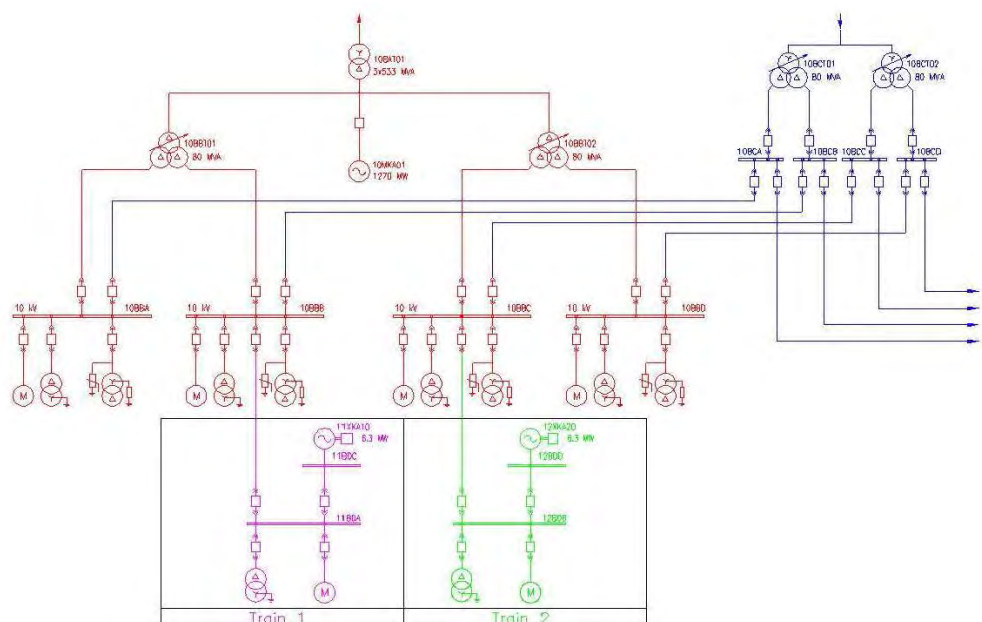 10BAT01
3x533 MVA
10BCT01
80 MVA
10BCT02
80 MVA
10BBT01
80 MVA
10MKA01
1270 MW
10BBT02
80 MVA
10BCA
10BCB
10BCC
10BCD
10 kV
10BBA
10 kV
10BBB
10 kV
10BBC
10 kV
10BBD
M
M
M
M
11XKA10
6.3 MW
11BDC
11BDA
M
12XKA20
6.3 MW
12BDD
12BDB
M
Train 1
Train 2